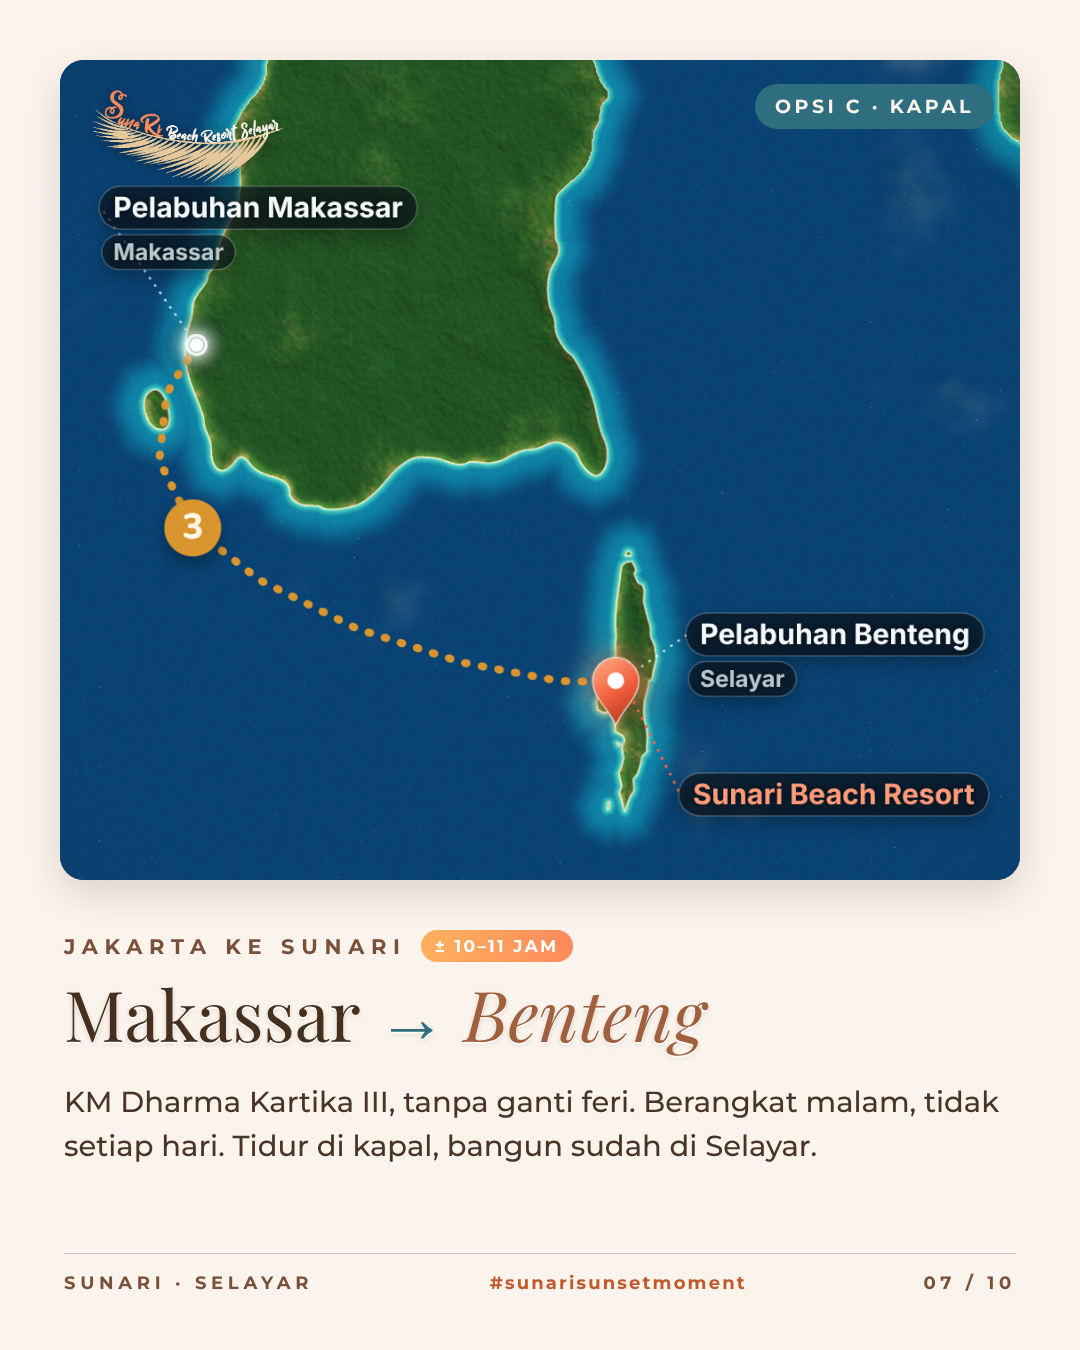 SunaRi Beach Resort Selayar
OPSI C · KAPAL
Pelabuhan Makassar
Makassar
3
Pelabuhan Benteng
Selayar
Sunari Beach Resort
JAKARTA KE SUNARI ± 10–11 JAM
Makassar → Benteng
KM Dharma Kartika III, tanpa ganti feri. Berangkat malam, tidak
setiap hari. Tidur di kapal, bangun sudah di Selayar.
SUNARI · SELAYAR #sunarisunsetmoment 07 / 10